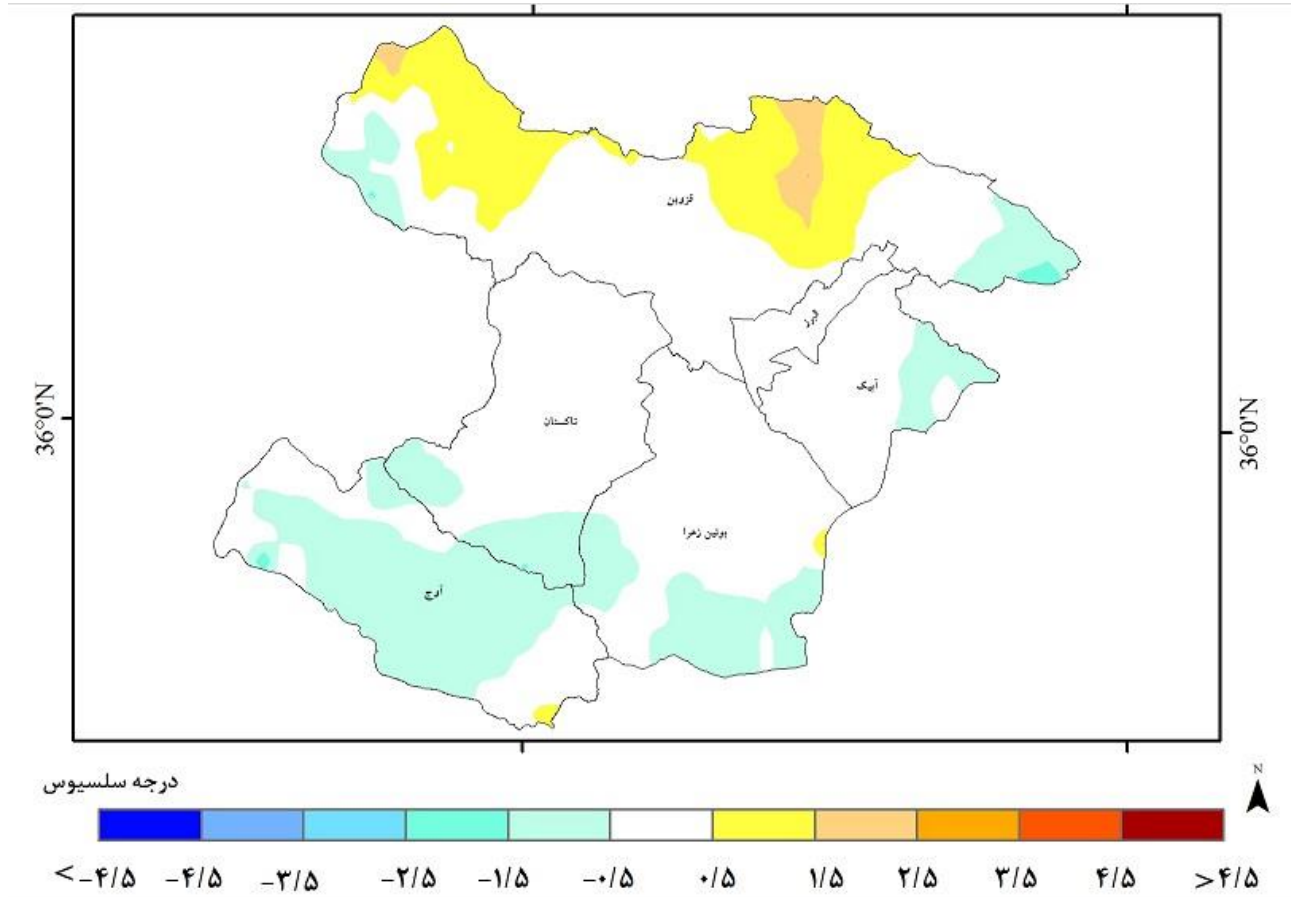 قزوین
آبیک
36°0'N
36°0'N
تاکستان
بوئین زهرا
آوج
N
درجه سلسیوس
<-۴/۵ -۴/۵ -۳/۵ -۲/۵ -۱/۵ -۰/۵ ۰/۵ ۱/۵ ۲/۵ ۳/۵ ۴/۵ >۴/۵